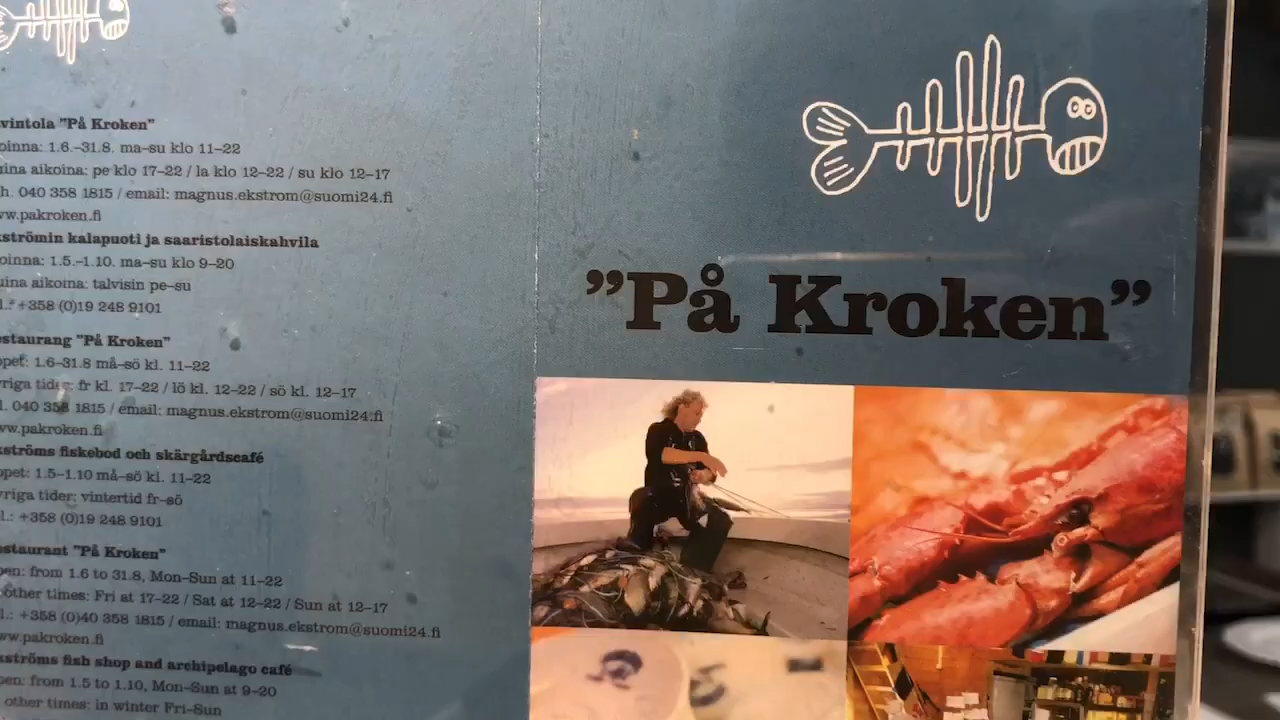 vintola "På Kroken"
oinna: 1.6.–31.8. ma–su klo 11–22
uina aikoina: pe klo 17–22 / la klo 12–22 / su klo 12–17
h. 040 358 1815 / email: magnus.ekstrom@suomi24.fi
ww.pakroken.fi
kströmin kalapuoti ja saaristolaiskahvila
oinna: 1.5.–1.10. ma–su klo 9–20
uina aikoina: talvisin pe–su
l.: +358 (0)19 248 9101
estaurang "På Kroken"
ppet: 1.6–31.8 må–sö kl. 11–22
vriga tider: fr kl. 17–22 / lö kl. 12–22 / sö kl. 12–17
l. 040 358 1815 / email: magnus.ekstrom@suomi24.fi
ww.pakroken.fi
kströms fiskebod och skärgårdscafé
ppet: 1.5–1.10 må–sö kl. 11–22
vriga tider: vintertid fr–sö
l.: +358 (0)19 248 9101
estaurant "På Kroken"
pen: from 1.6 to 31.8, Mon–Sun at 11–22
other times: Fri at 17–22 / Sat at 12–22 / Sun at 12–17
l.: +358 (0)40 358 1815 / email: magnus.ekstrom@suomi24.fi
ww.pakroken.fi
kströms fish shop and archipelago café
pen: from 1.5 to 1.10, Mon–Sun at 9–20
other times: in winter Fri–Sun
"På Kroken"